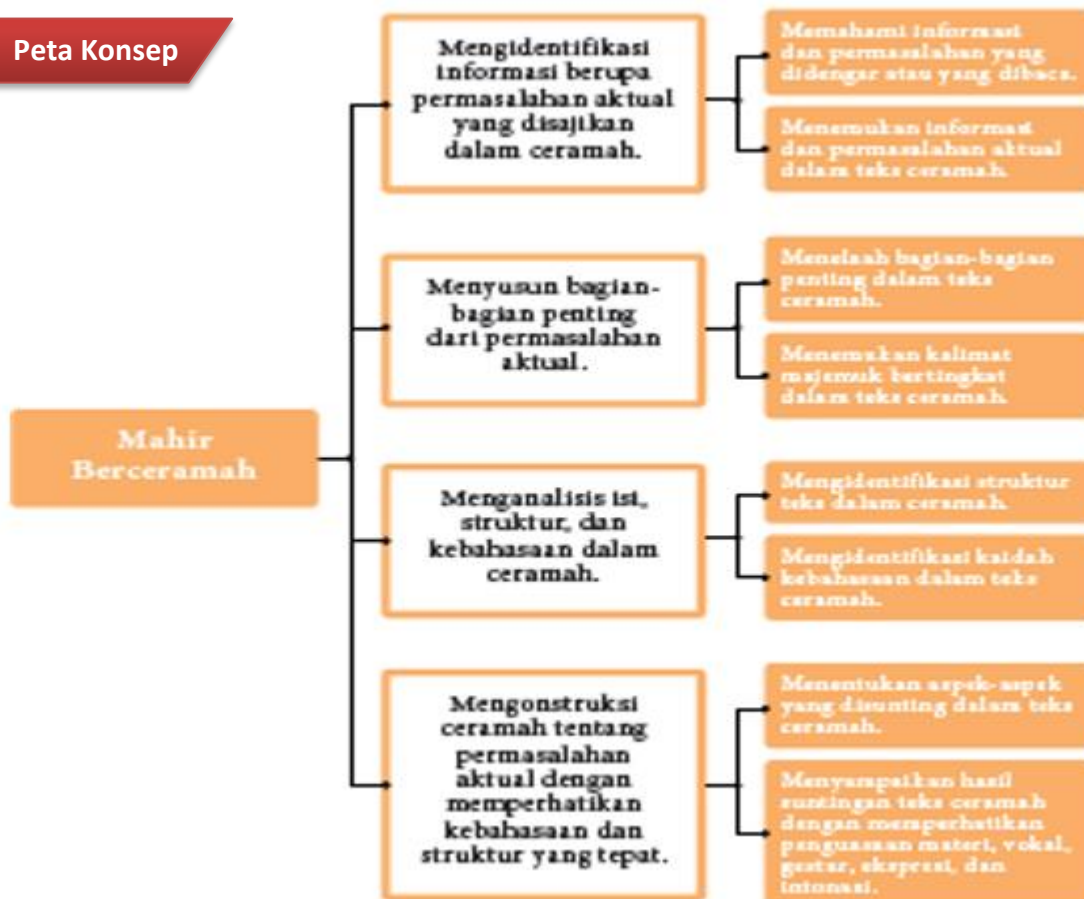 Peta Konsep
Mahir
Berceramah
Mengidentifikasi
informasi berupa
permasalahan aktual
yang disajikan
dalam ceramah.
Memahami informasi
dan permasalahan yang
didengar atau yang dibaca.
Menemukan informasi
dan permasalahan aktual
dalam teks ceramah.
Menyusun bagian-
bagian penting
dari permasalahan
aktual.
Menelaah bagian-bagian
penting dalam teks
ceramah.
Menemukan kalimat
majemuk bertingkat
dalam teks ceramah.
Menganalisis isi,
struktur, dan
kebahasaan dalam
ceramah.
Mengidentifikasi struktur
teks dalam ceramah.
Mengidentifikasi kaidah
kebahasaan dalam teks
ceramah.
Mengonstruksi
ceramah tentang
permasalahan
aktual dengan
memperhatikan
kebahasaan dan
struktur yang tepat.
Menentukan aspek-aspek
yang disunting dalam teks
ceramah.
Menyampaikan hasil
suntingan teks ceramah
dengan memperhatikan
penguasaan materi, vokal,
gestur, ekspresi, dan
intonasi.